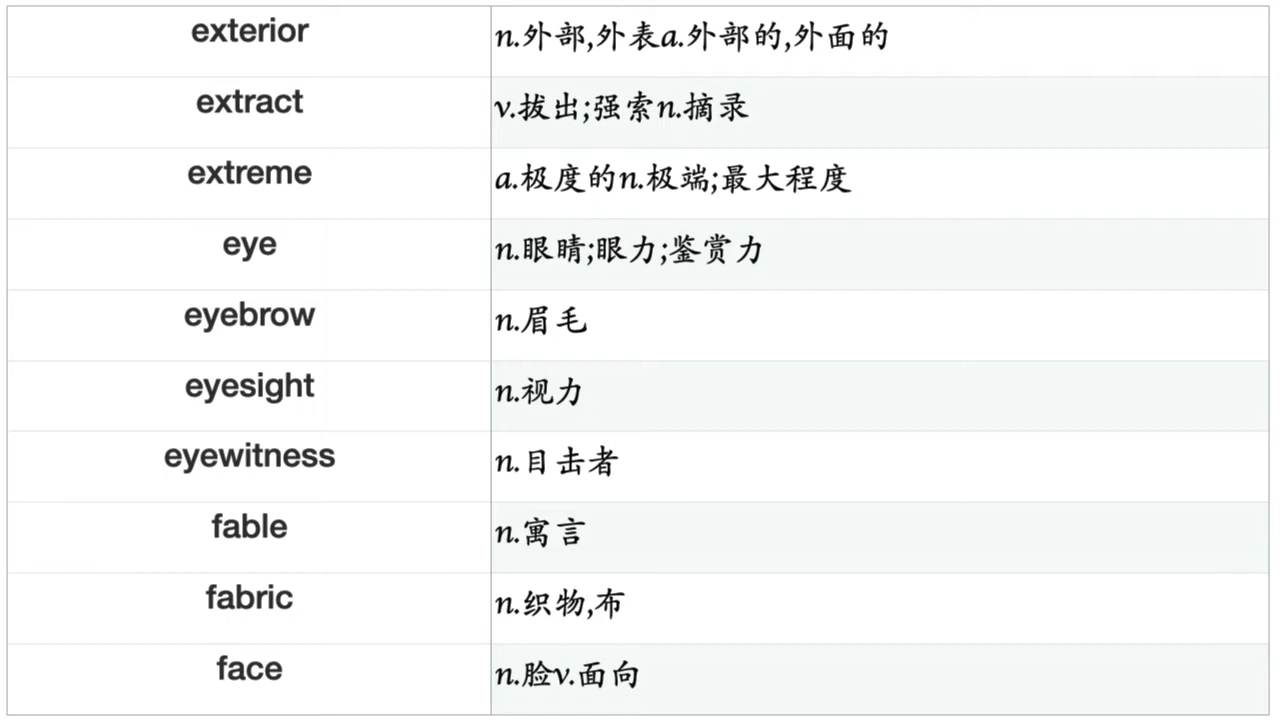 exterior n.外部,外表a.外部的,外面的
extract v.拔出;强索n.摘录
extreme a.极度的n.极端;最大程度
eye n.眼睛;眼力;鉴赏力
eyebrow n.眉毛
eyesight n.视力
eyewitness n.目击者
fable n.寓言
fabric n.织物,布
face n.脸v.面向